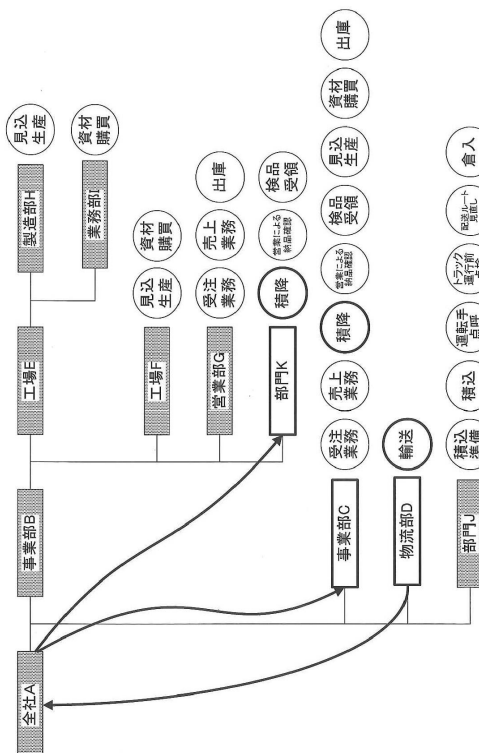 全社A
事業部B
工場E
製造部H
見込
生産
業務部I
資材
購買
工場F
見込
生産
資材
購買
営業部G
受注
業務
売上
業務
出庫
部門K
積降
営業による
納品確認
検品
受領
事業部C
受注
業務
売上
業務
積降
営業による
納品確認
検品
受領
見込
生産
資材
購買
出庫
物流部D
輸送
部門J
積込
準備
積込
運転手
点呼
トラック
運行前
点検
配送ルート
見直し
倉入